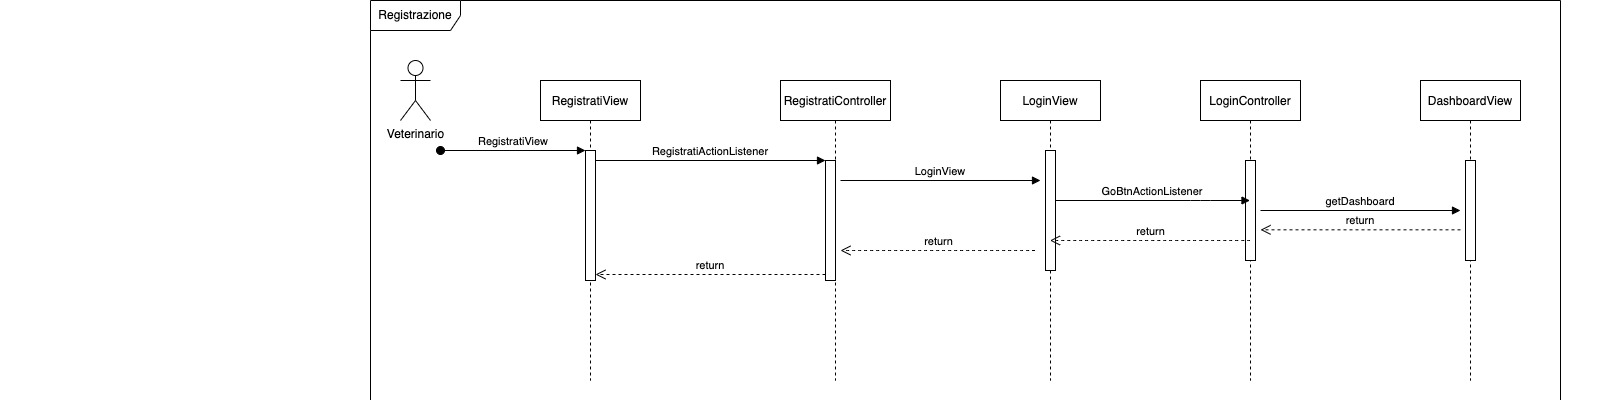 Registrazione
Veterinario
RegistratiView
RegistratiController
LoginView
LoginController
DashboardView
RegistratiView
RegistratiActionListener
LoginView
GoBtnActionListener
getDashboard
return
return
return
return